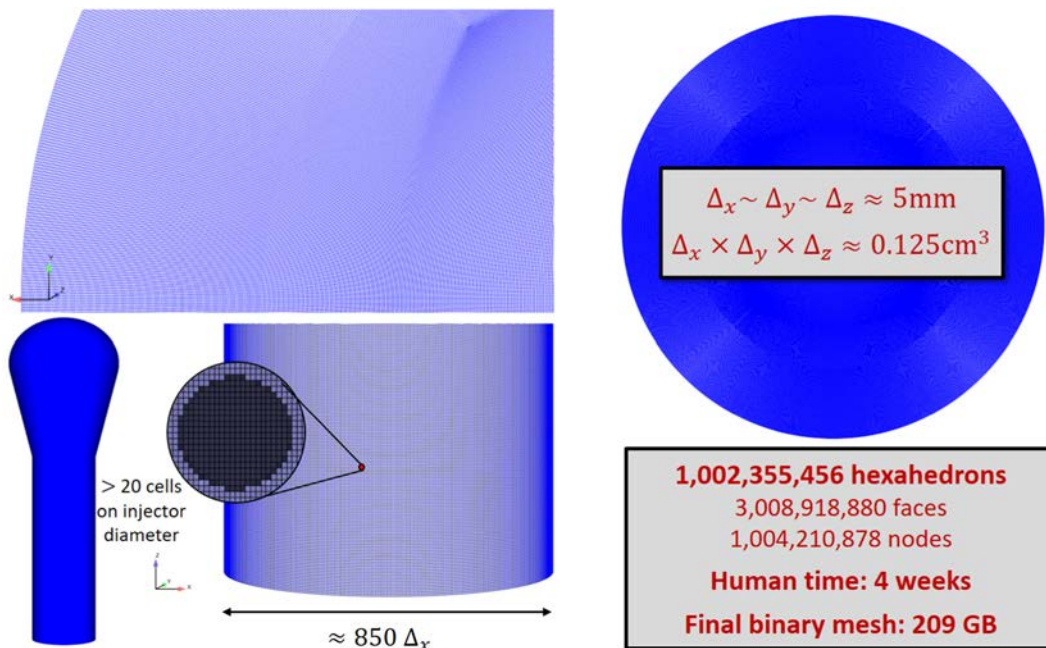 Y
X
Z
Δx~ Δy~ Δz ≈ 5mm
Δx × Δy × Δz ≈ 0.125cm³
> 20 cells
on injector
diameter
Z
Y
X
≈ 850 Δx
1,002,355,456 hexahedrons
3,008,918,880 faces
1,004,210,878 nodes
Human time: 4 weeks
Final binary mesh: 209 GB